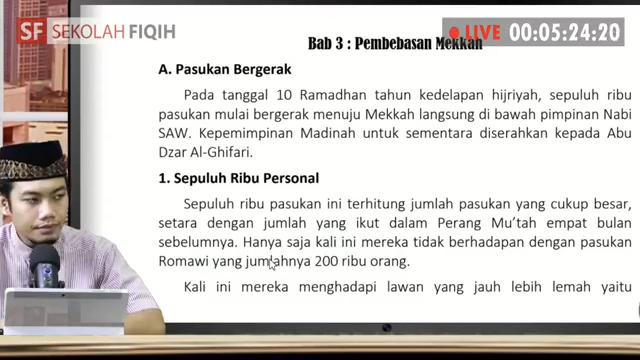 SF SEKOLAH FIQIH
LIVE 00:05:24:20
Bab 3 : Pembebasan Mekkah
A. Pasukan Bergerak
Pada tanggal 10 Ramadhan tahun kedelapan hijriyah, sepuluh ribu
pasukan mulai bergerak menuju Mekkah langsung di bawah pimpinan Nabi
SAW. Kepemimpinan Madinah untuk sementara diserahkan kepada Abu
Dzar Al-Ghifari.
1. Sepuluh Ribu Personal
Sepuluh ribu pasukan ini terhitung jumlah pasukan yang cukup besar,
setara dengan jumlah yang ikut dalam Perang Mu’tah empat bulan
sebelumnya. Hanya saja kali ini mereka tidak berhadapan dengan pasukan
Romawi yang jumlahnya 200 ribu orang.
Kali ini mereka menghadapi lawan yang jauh lebih lemah yaitu